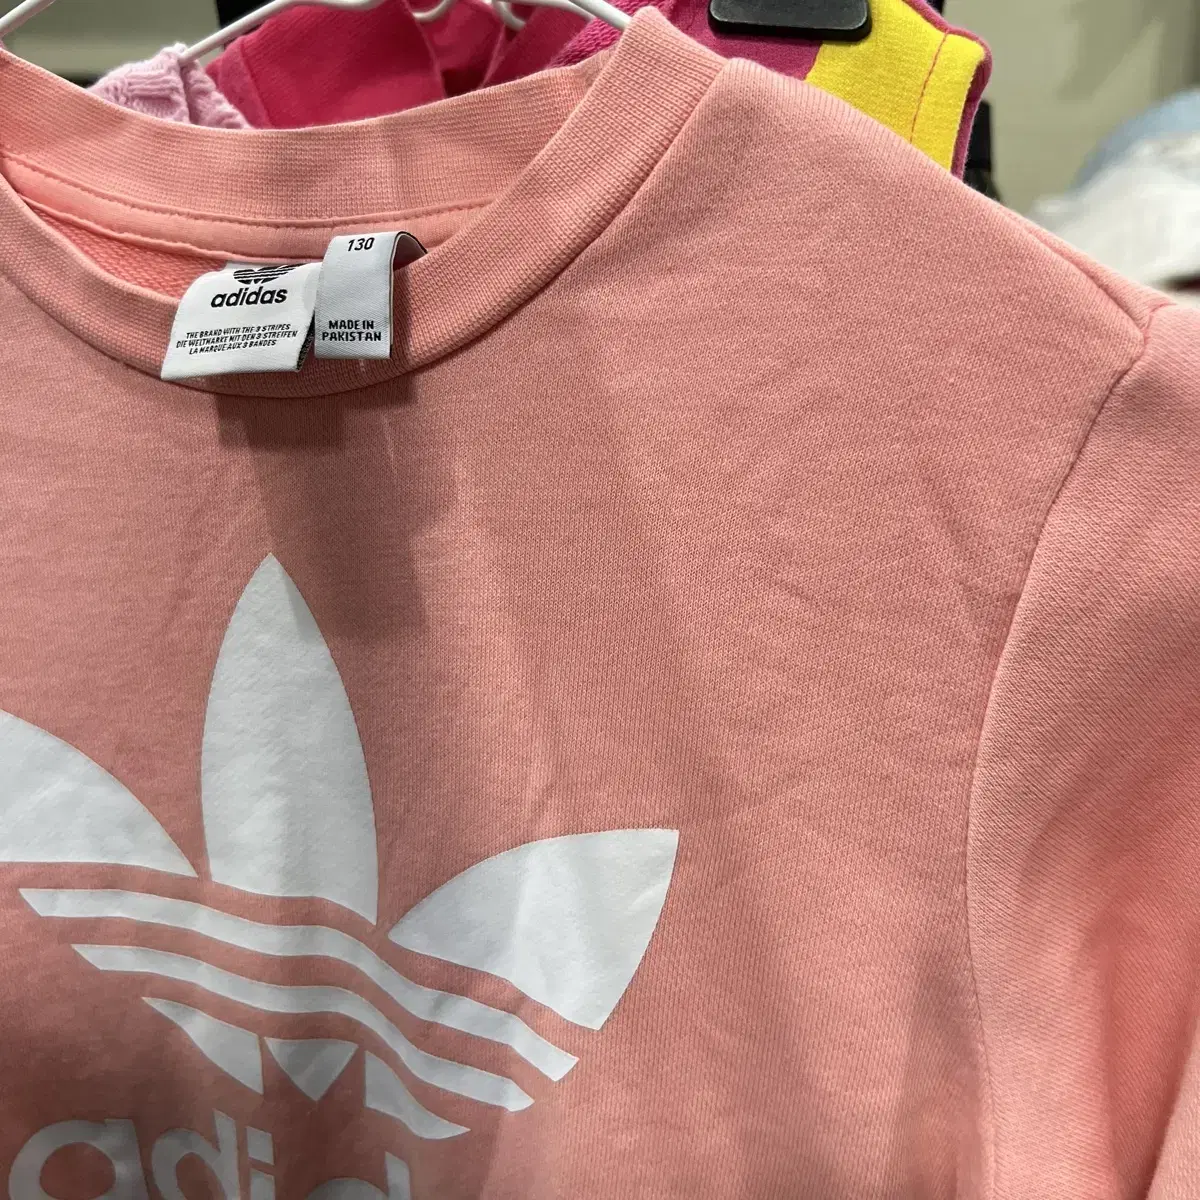 130
adidas
THE BRAND WITH THE 3 STRIPES
DIE WELTMARKE MIT DEN 3 STREIFEN
LA MARQUE AUX 3 BANDES
MADE IN
PAKISTAN
adid